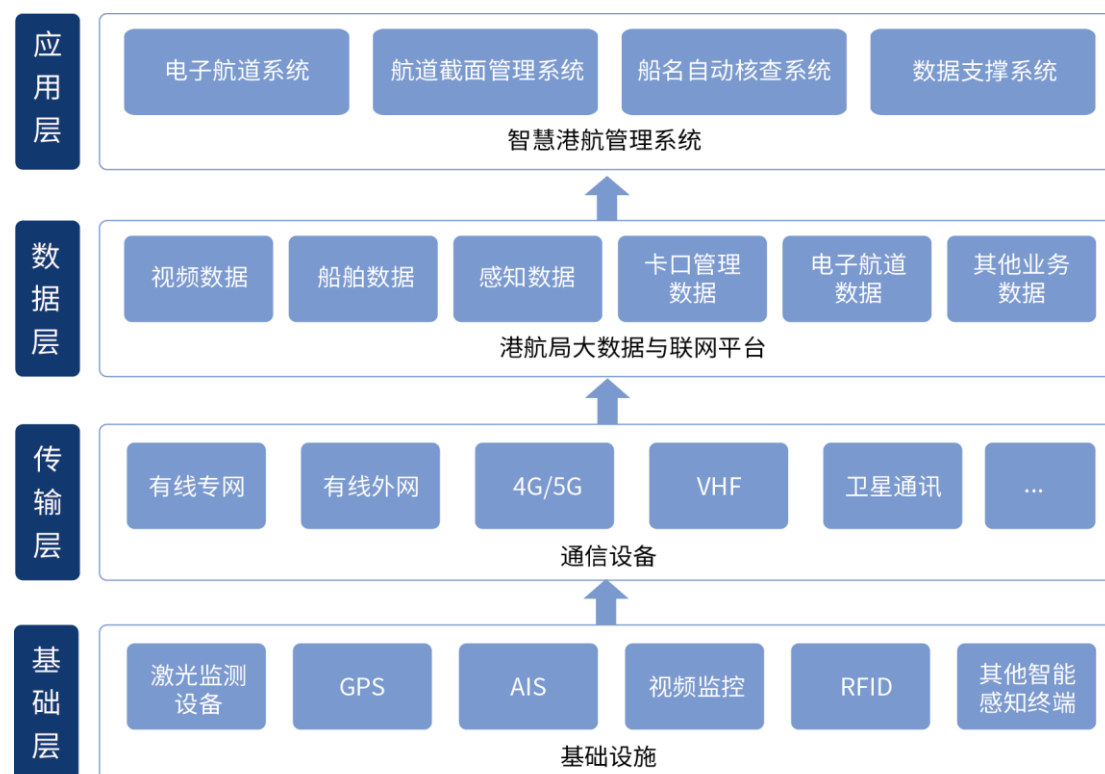 应用层
电子航道系统
航道截面管理系统
船名自动核查系统
数据支撑系统
智慧港航管理系统
数据层
视频数据
船舶数据
感知数据
卡口管理
数据
电子航道
数据
其他业务
数据
港航局大数据与联网平台
传输层
有线专网
有线外网
4G/5G
VHF
卫星通讯
...
通信设备
基础层
激光监测
设备
GPS
AIS
视频监控
RFID
其他智能
感知终端
基础设施